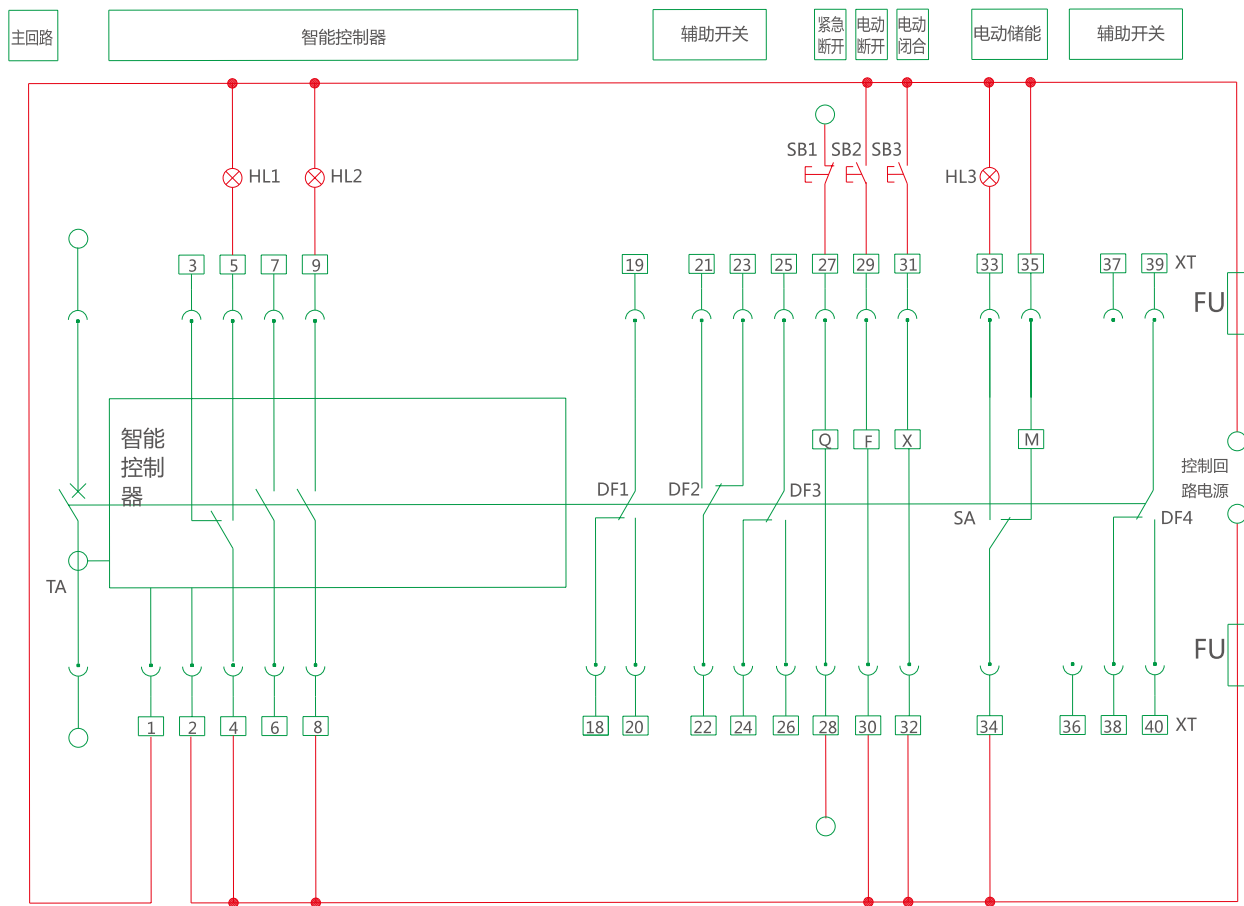 主回路
智能控制器
辅助开关
紧急
断开
电动
断开
电动
闭合
电动储能
辅助开关
SB1
SB2
SB3
HL1
HL2
HL3
3
5
7
9
19
21
23
25
27
29
31
33
35
37
39
XT
FU
智能
控制
器
Q
F
X
M
控制回
路电源
DF1
DF2
DF3
SA
DF4
TA
FU
1
2
4
6
8
18
20
22
24
26
28
30
32
34
36
38
40
XT